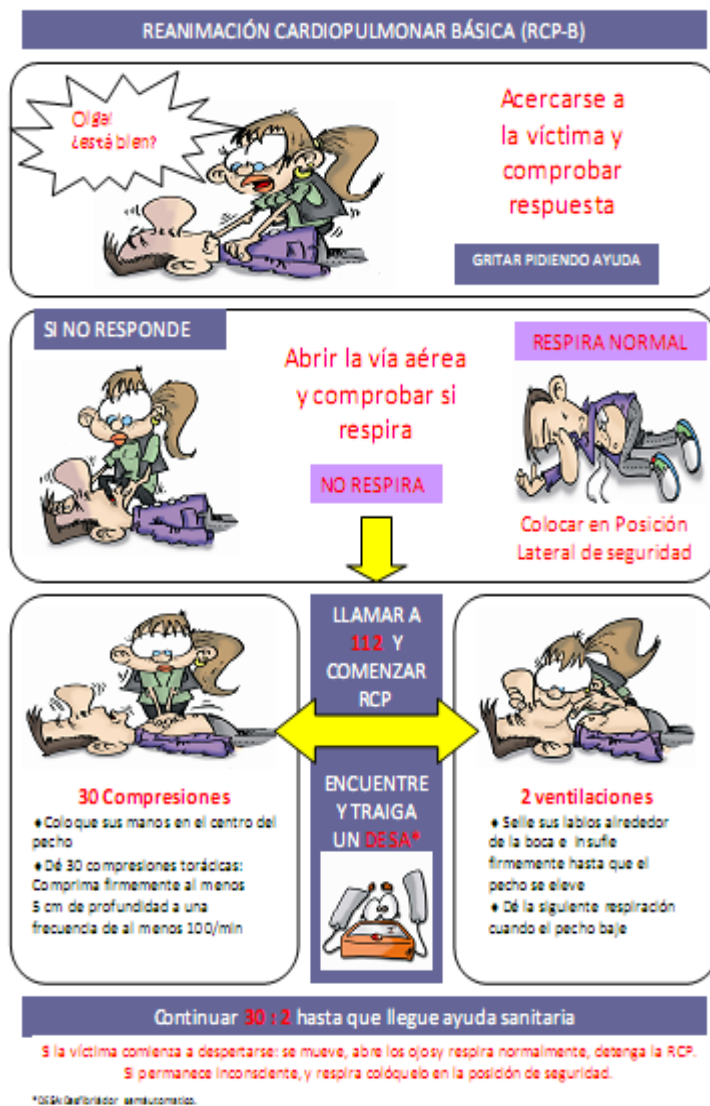 REANIMACIÓN CARDIOPULMONAR BÁSICA (RCP-B)
Oiga!
¿está bien?
Acercarse a
la víctima y
comprobar
respuesta
GRITAR PIDIENDO AYUDA
SI NO RESPONDE
Abrir la vía aérea
y comprobar si
respira
NO RESPIRA
RESPIRA NORMAL
Colocar en Posición
Lateral de seguridad
LLAMAR A
112 Y
COMENZAR
RCP
ENCUENTRE
Y TRAIGA
UN DESA*
30 Compresiones
♦Coloque sus manos en el centro del
pecho
♦Dé 30 compresiones torácicas:
Comprima firmemente al menos
5 cm de profundidad a una
frecuencia de al menos 100/min
2 ventilaciones
♦Selle sus labios alrededor
de la boca e insufle
firmemente hasta que el
pecho se eleve
♦Dé la siguiente respiración
cuando el pecho baje
Continuar 30 : 2 hasta que llegue ayuda sanitaria
Si la víctima comienza a despertarse: se mueve, abre los ojos y respira normalmente, detenga la RCP.
Si permanece inconsciente, y respira colóquelo en la posición de seguridad.
*DESA: Desfibrilador semiautomatico.